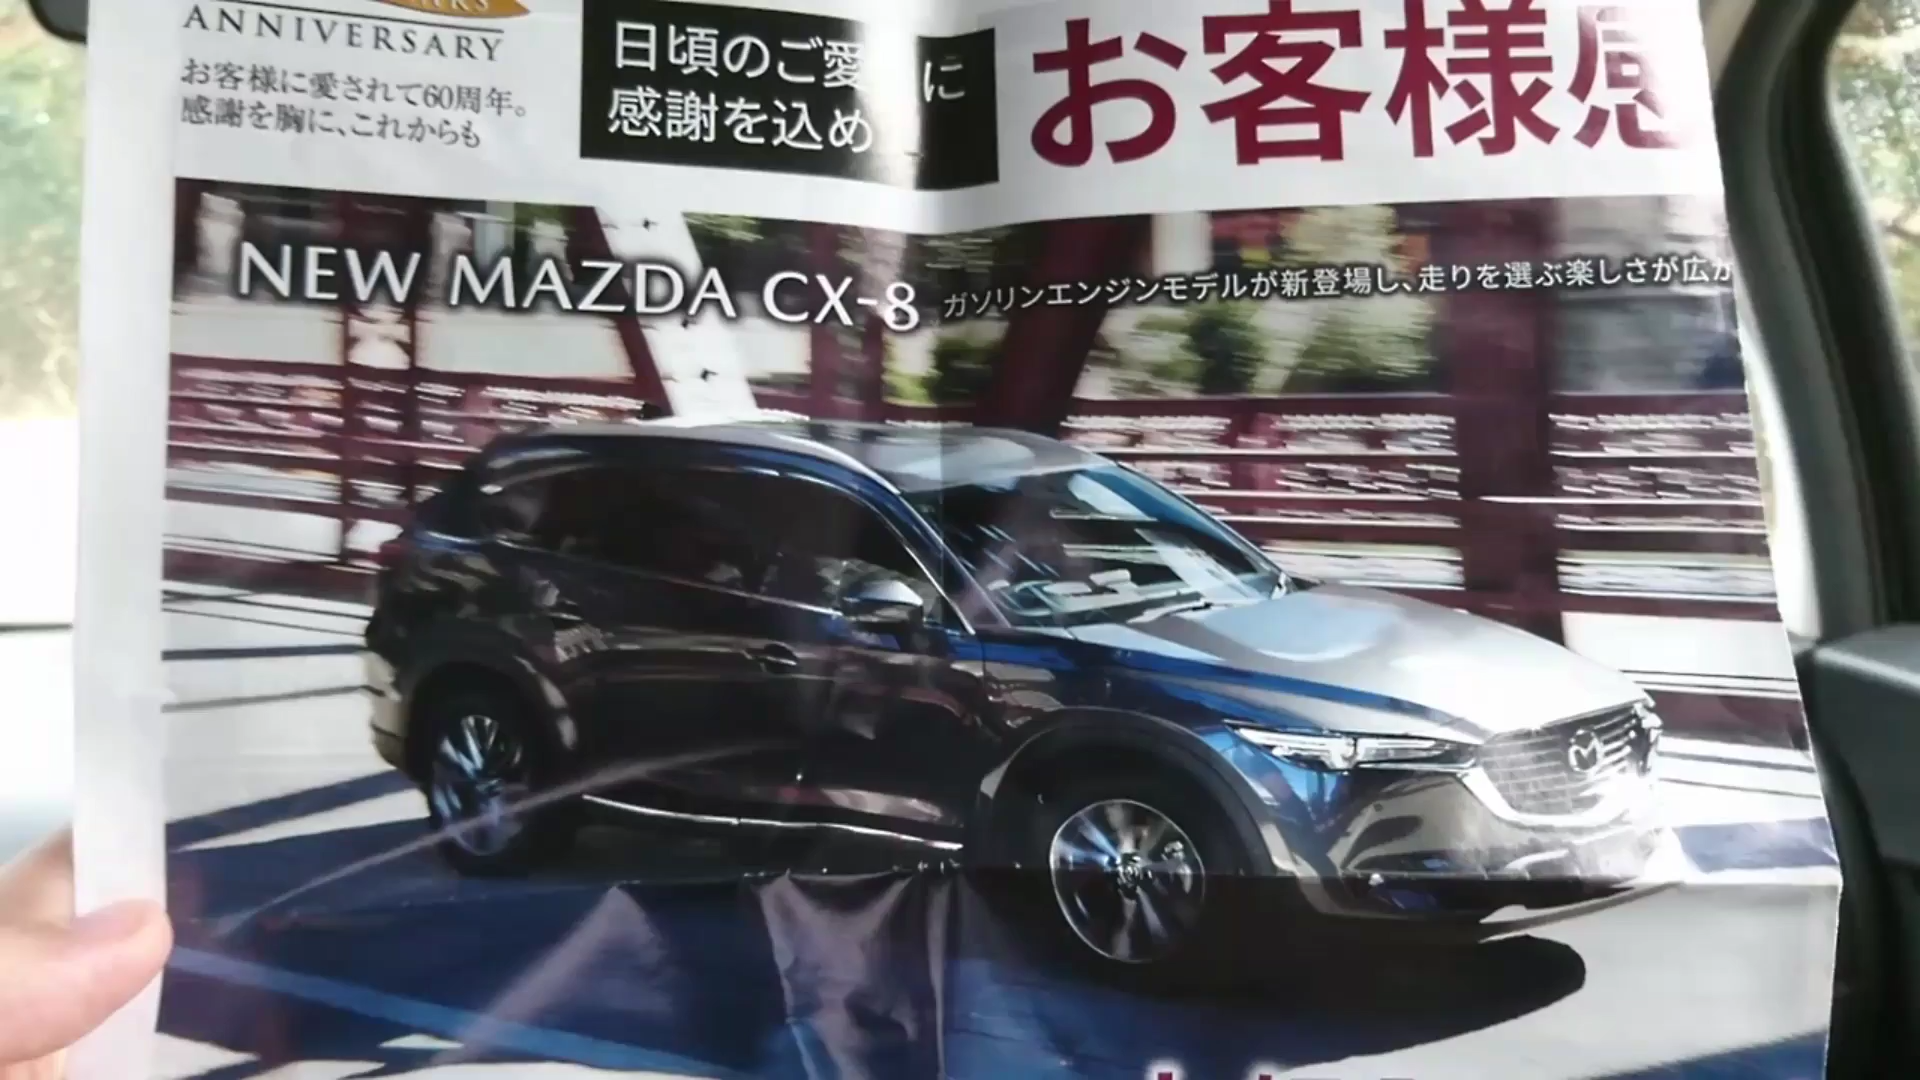 ANNIVERSARY
お客様に愛されて60周年。
感謝を胸に、これからも
日頃のご愛 に
感謝を込め
お客様感
NEW MAZDA CX-8
ガソリンエンジンモデルが新登場し、走りを選ぶ楽しさが広が